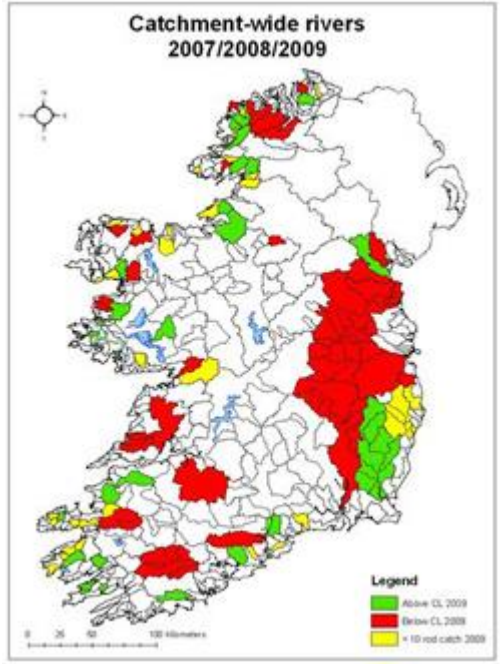 Catchment-wide rivers
2007/2008/2009
N
Legend
Above CL 2009
Below CL 2009
< 10 rod catch 2009
0 25 50 100 Kilometers